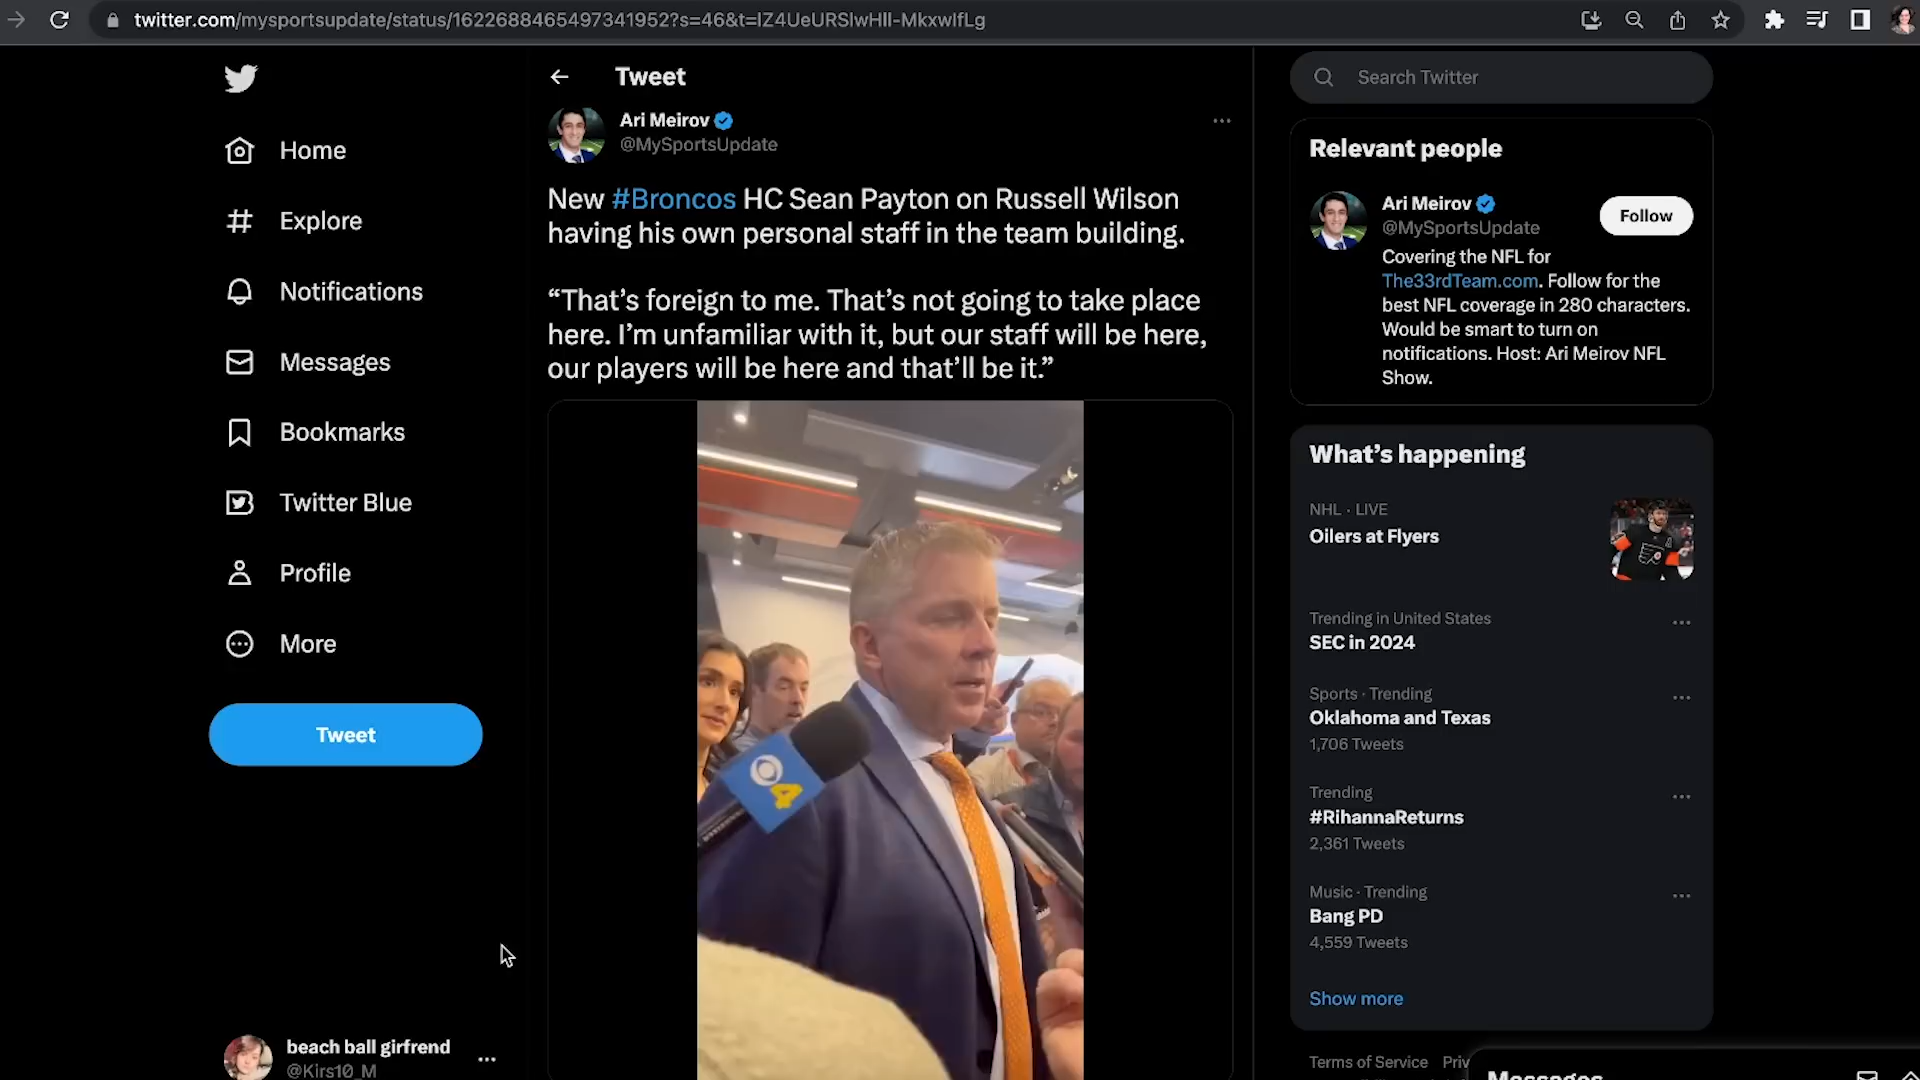 twitter.com/mysportsupdate/status/1622688465497341952?s=46&t=IZ4UeURSlwHIl-MkxwlfLg
Home
Explore
Notifications
Messages
Bookmarks
Twitter Blue
Profile
More
Tweet
beach ball girfrend
@Kirs10_M
Tweet
Ari Meirov
@MySportsUpdate
New #Broncos HC Sean Payton on Russell Wilson
having his own personal staff in the team building.
“That’s foreign to me. That’s not going to take place
here. I’m unfamiliar with it, but our staff will be here,
our players will be here and that’ll be it.”
4
Search Twitter
Relevant people
Ari Meirov
@MySportsUpdate
Follow
Covering the NFL for
The33rdTeam.com. Follow for the
best NFL coverage in 280 characters.
Would be smart to turn on
notifications. Host: Ari Meirov NFL
Show.
What’s happening
NHL · LIVE
Oilers at Flyers
Trending in United States
SEC in 2024
Sports · Trending
Oklahoma and Texas
1,706 Tweets
Trending
#RihannaReturns
2,361 Tweets
Music · Trending
Bang PD
4,559 Tweets
Show more
Terms of Service Priv
Messages